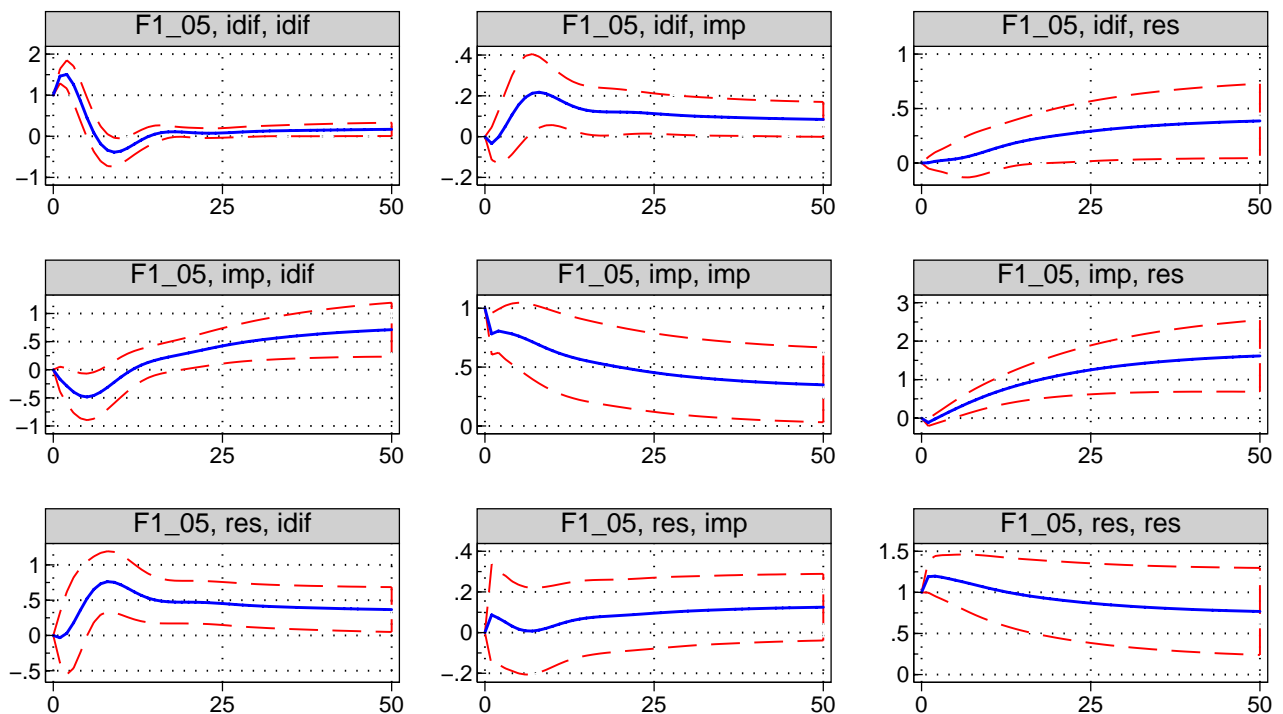 F1_05, idif, idif
2
1
0
−1
0 25 50
F1_05, idif, imp
.4
.2
0
−.2
0 25 50
F1_05, idif, res
1
.5
0
0 25 50
F1_05, imp, idif
1
.5
0
−.5
−1
0 25 50
F1_05, imp, imp
1
.5
0
0 25 50
F1_05, imp, res
3
2
1
0
0 25 50
F1_05, res, idif
1
.5
0
−.5
0 25 50
F1_05, res, imp
.4
.2
0
−.2
0 25 50
F1_05, res, res
1.5
1
.5
0
0 25 50